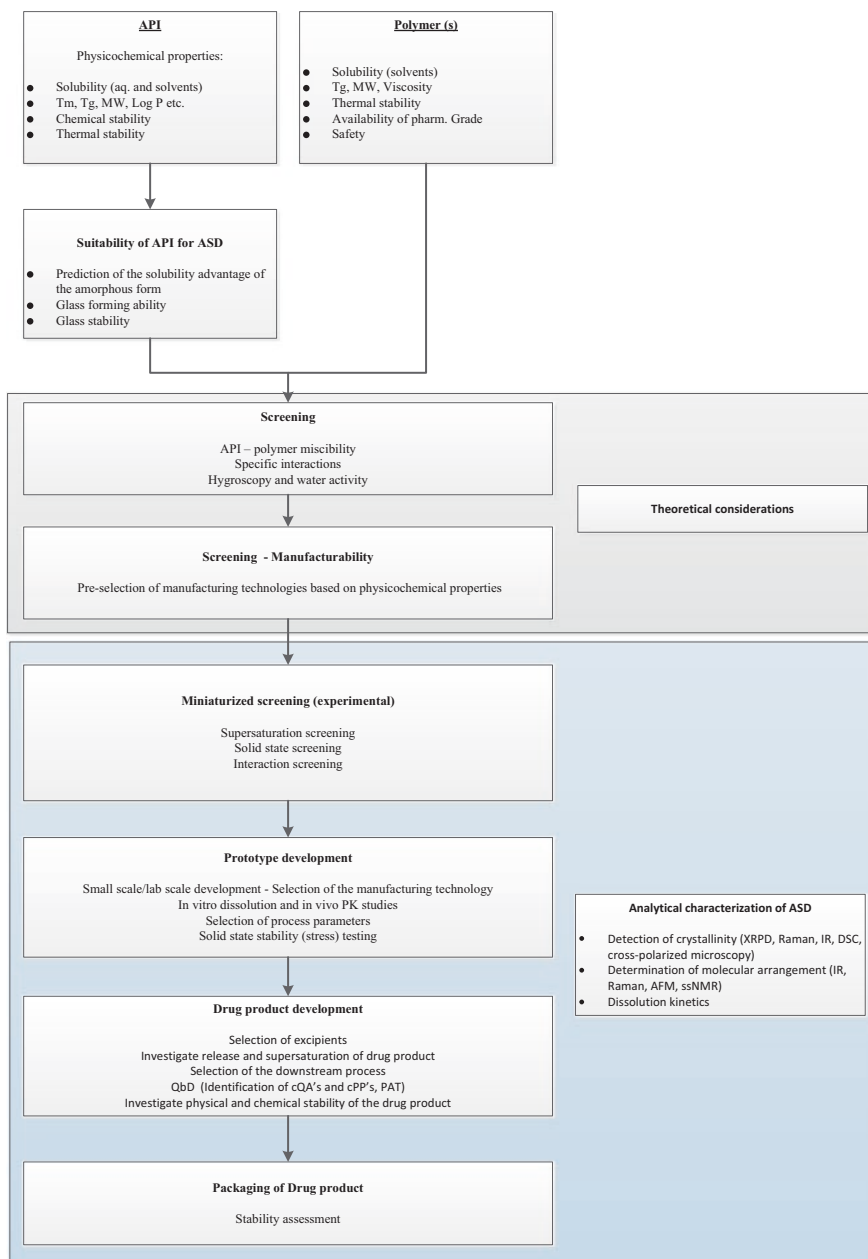 API
Physicochemical properties:
● Solubility (aq. and solvents)
● Tm, Tg, MW, Log P etc.
● Chemical stability
● Thermal stability
Polymer (s)
● Solubility (solvents)
● Tg, MW, Viscosity
● Thermal stability
● Availability of pharm. Grade
● Safety
Suitability of API for ASD
● Prediction of the solubility advantage of
the amorphous form
● Glass forming ability
● Glass stability
Screening
API – polymer miscibility
Specific interactions
Hygroscopy and water activity
Theoretical considerations
Screening - Manufacturability
Pre-selection of manufacturing technologies based on physicochemical properties
Miniaturized screening (experimental)
Supersaturation screening
Solid state screening
Interaction screening
Prototype development
Small scale/lab scale development - Selection of the manufacturing technology
In vitro dissolution and in vivo PK studies
Selection of process parameters
Solid state stability (stress) testing
Analytical characterization of ASD
• Detection of crystallinity (XRPD, Raman, IR, DSC,
cross-polarized microscopy)
• Determination of molecular arrangement (IR,
Raman, AFM, ssNMR)
• Dissolution kinetics
Drug product development
Selection of excipients
Investigate release and supersaturation of drug product
Selection of the downstream process
QbD (Identification of cQA's and cPP's, PAT)
Investigate physical and chemical stability of the drug product
Packaging of Drug product
Stability assessment